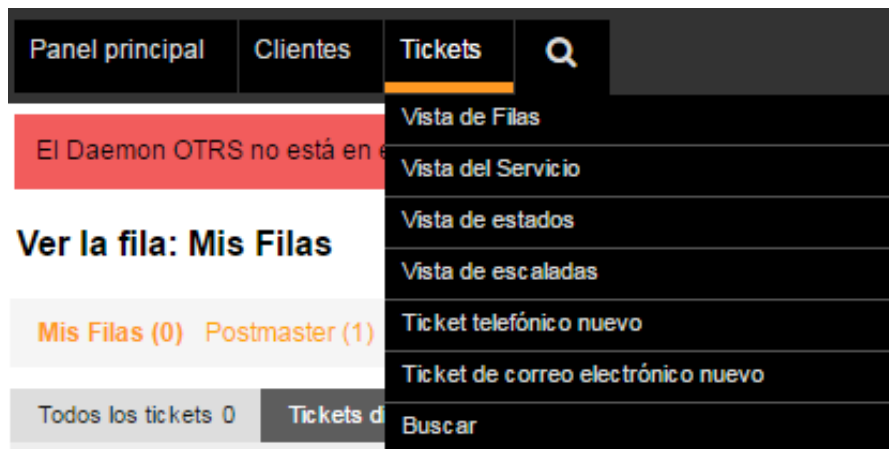 Panel principal Clientes Tickets
Vista de Filas
El Daemon OTRS no está en
Vista del Servicio
Vista de estados
Ver la fila: Mis Filas
Vista de escaladas
Mis Filas (0) Postmaster (1)
Ticket telefónico nuevo
Ticket de correo electrónico nuevo
Todos los tickets 0 Tickets
Buscar